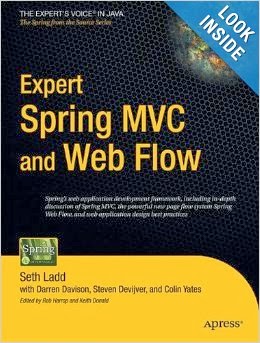 LOOK
INSIDE
THE EXPERT'S VOICE® IN JAVA
The Spring from the Source Series
Expert
Spring MVC
and Web Flow
Spring's web application development framework, including in-depth
discussion of Spring MVC, the powerful new page flow system Spring
Web Flow, and web application design best practices
Spring
Seth Ladd
with Darren Davison, Steven Devijver, and Colin Yates
Edited by Rob Harrop and Keith Donald
Apress®